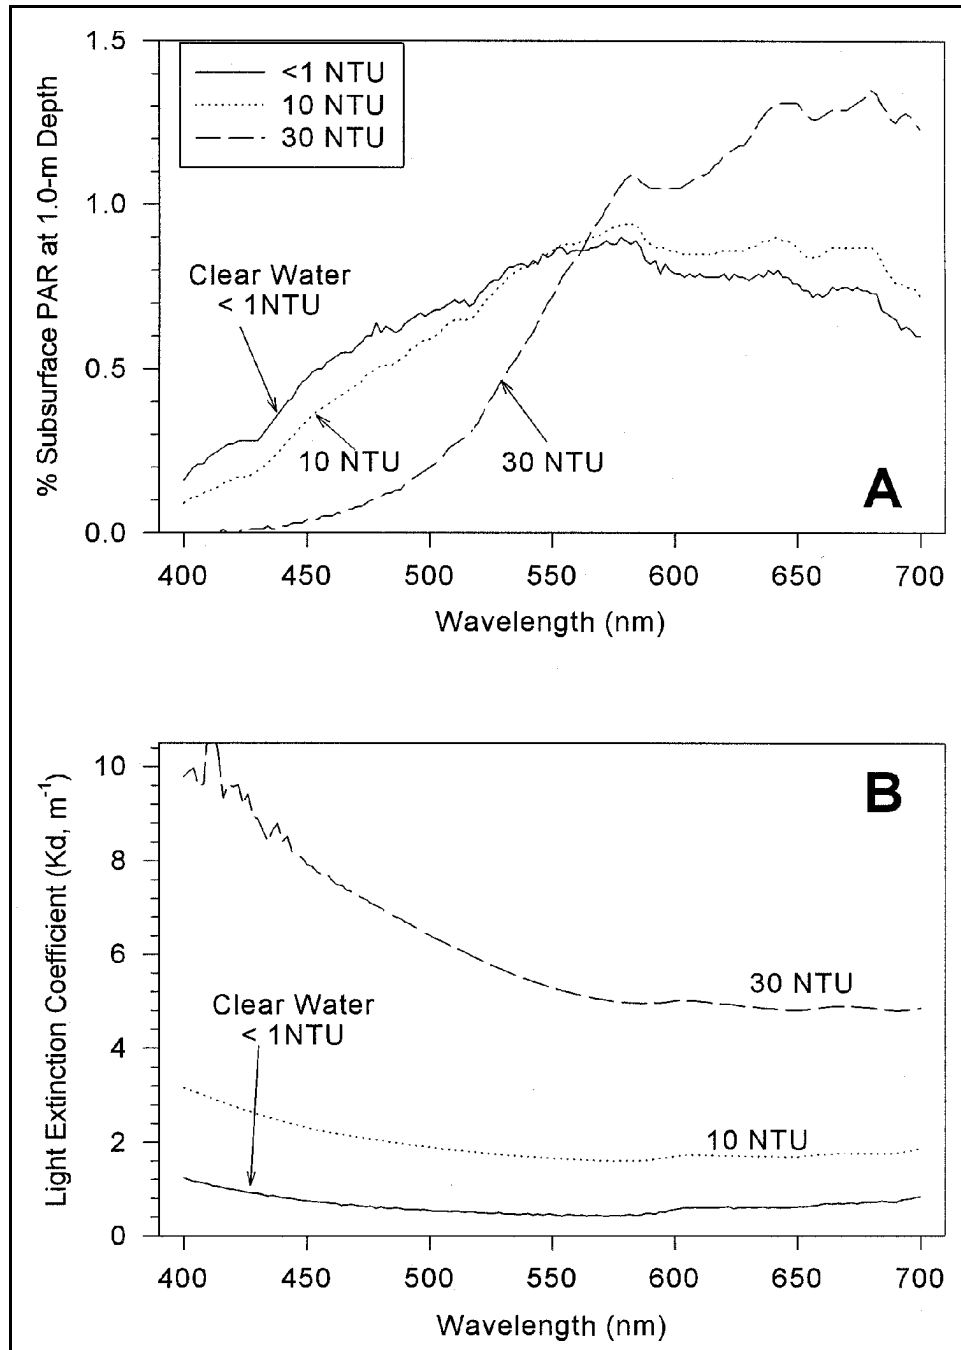 1.5
1.0
0.5
0.0
% Subsurface PAR at 1.0-m Depth
<1 NTU
10 NTU
30 NTU
Clear Water
< 1NTU
10 NTU
30 NTU
A
400 450 500 550 600 650 700
Wavelength (nm)
10
8
6
4
2
0
Light Extinction Coefficient (Kd, m⁻¹)
B
30 NTU
Clear Water
< 1NTU
10 NTU
400 450 500 550 600 650 700
Wavelength (nm)